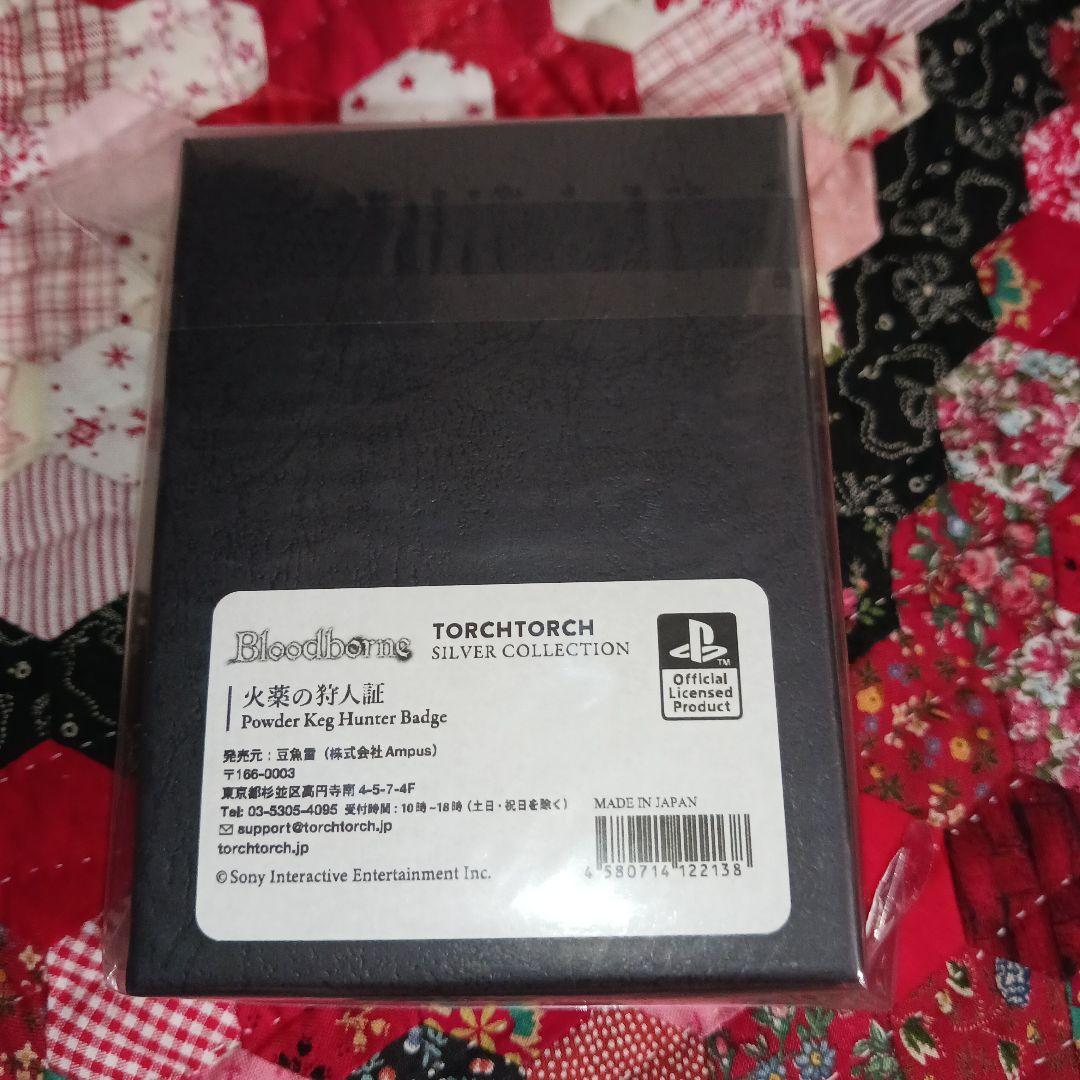 Bloodborne
TORCHTORCH
SILVER COLLECTION
火薬の狩人証
Powder Keg Hunter Badge
Official
Licensed
Product
TM
発売元：豆魚雷（株式会社Ampus）
〒166-0003
東京都杉並区高円寺南 4-5-7-4F
Tel: 03-5305-4095 受付時間：10時-18時（土日・祝日を除く）
support@torchtorch.jp
torchtorch.jp
©Sony Interactive Entertainment Inc.
MADE IN JAPAN
4 580714 122138